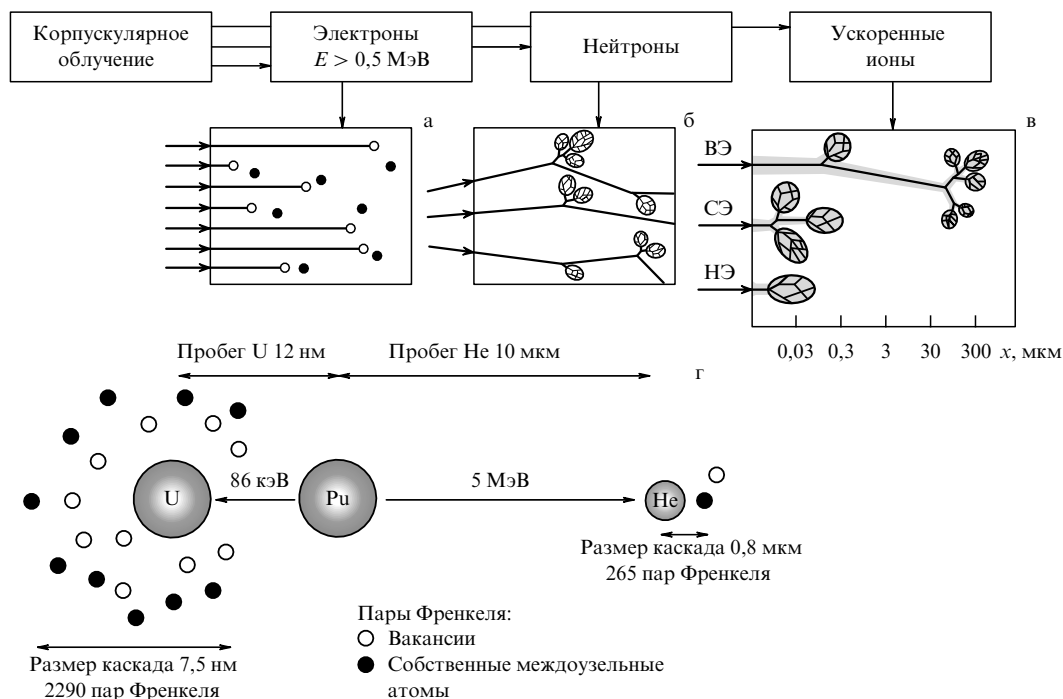 Корпускулярное
облучение
Электроны
E > 0,5 МэВ
Нейтроны
Ускоренные
ионы
а
б
в
ВЭ
СЭ
НЭ
0,03 0,3 3 30 300 x, мкм
Пробег U 12 нм
Пробег He 10 мкм
г
U
86 кэВ
Pu
5 МэВ
He
Размер каскада 0,8 мкм
265 пар Френкеля
Пары Френкеля:
Вакансии
Собственные междоузельные
атомы
Размер каскада 7,5 нм
2290 пар Френкеля